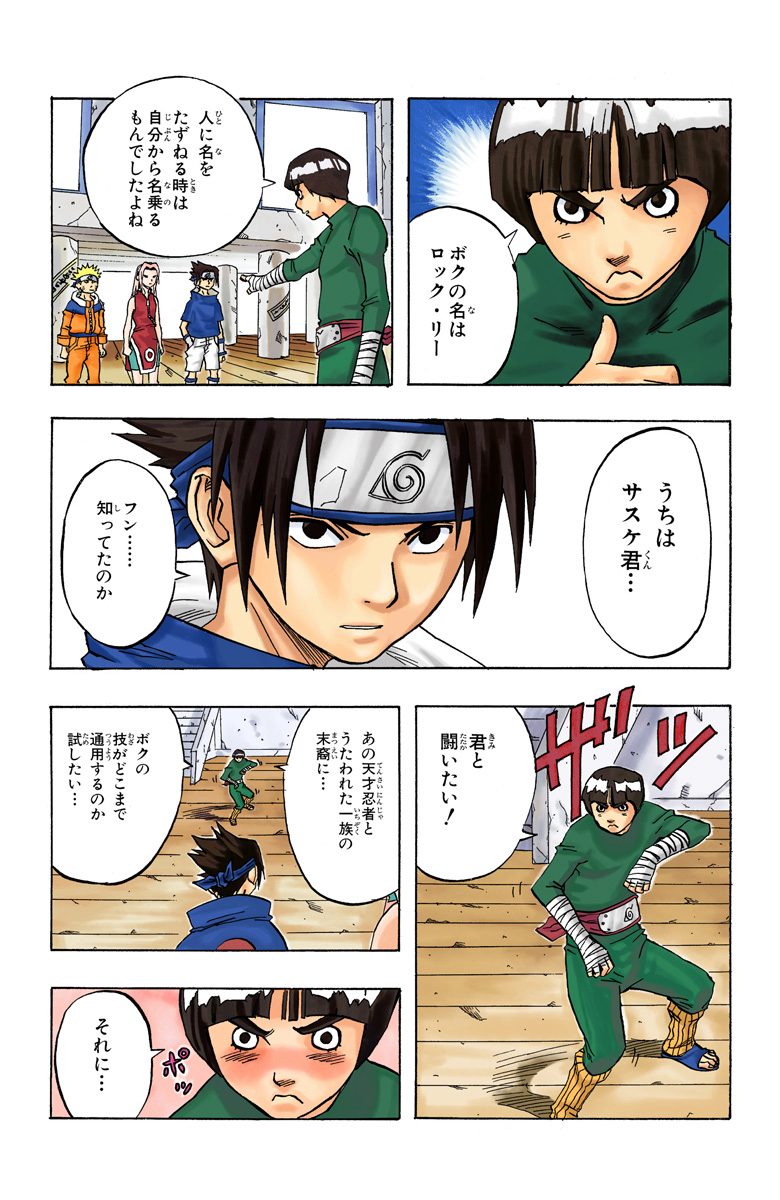 ボクの名は
ロック・リー
人に名を
たずねる時は
自分から名乗る
もんでしたよね
うちは
サスケ君…
フン……
知ってたのか
ザッ
君と
闘いたい!
あの天才忍者と
うたわれた一族の
末裔に…
ボクの
技がどこまで
通用するのか
試したい…
ポッ
それに…